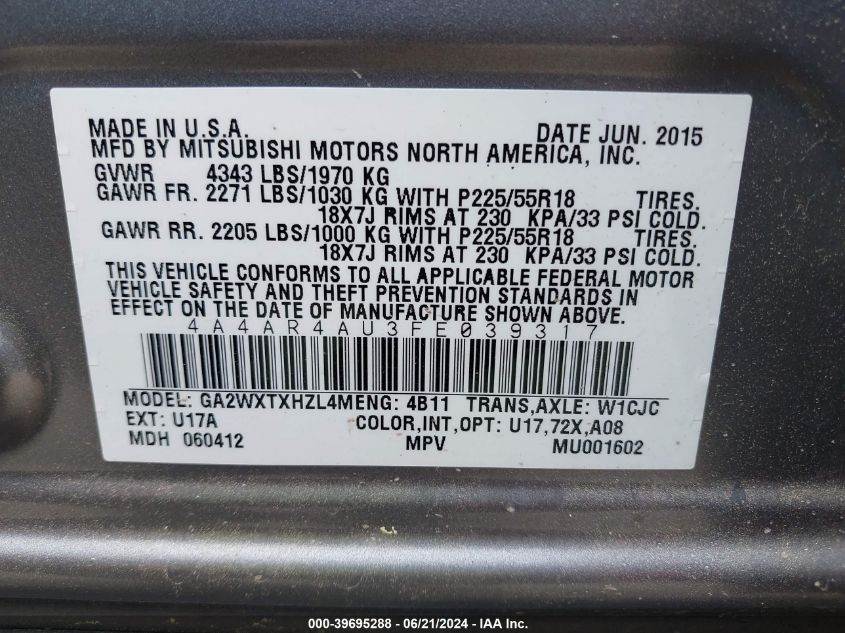 MADE IN U.S.A. DATE JUN. 2015
MFD BY MITSUBISHI MOTORS NORTH AMERICA, INC.
GVWR 4343 LBS/1970 KG
GAWR FR. 2271 LBS/1030 KG WITH P225/55R18 TIRES.
18X7J RIMS AT 230 KPA/33 PSI COLD.
GAWR RR. 2205 LBS/1000 KG WITH P225/55R18 TIRES.
18X7J RIMS AT 230 KPA/33 PSI COLD.
THIS VEHICLE CONFORMS TO ALL APPLICABLE FEDERAL MOTOR
VEHICLE SAFETY AND THEFT PREVENTION STANDARDS IN
EFFECT ON THE DATE OF MANUFACTURE SHOWN ABOVE.
4A4AR4AU3FE039317
MODEL: GA2WXTXHZL4MENG: 4B11 TRANS,AXLE: W1CJC
EXT: U17A COLOR,INT,OPT: U17,72X,A08
MDH 060412 MPV MU001602
000-39695288 - 06/21/2024 - IAA Inc.